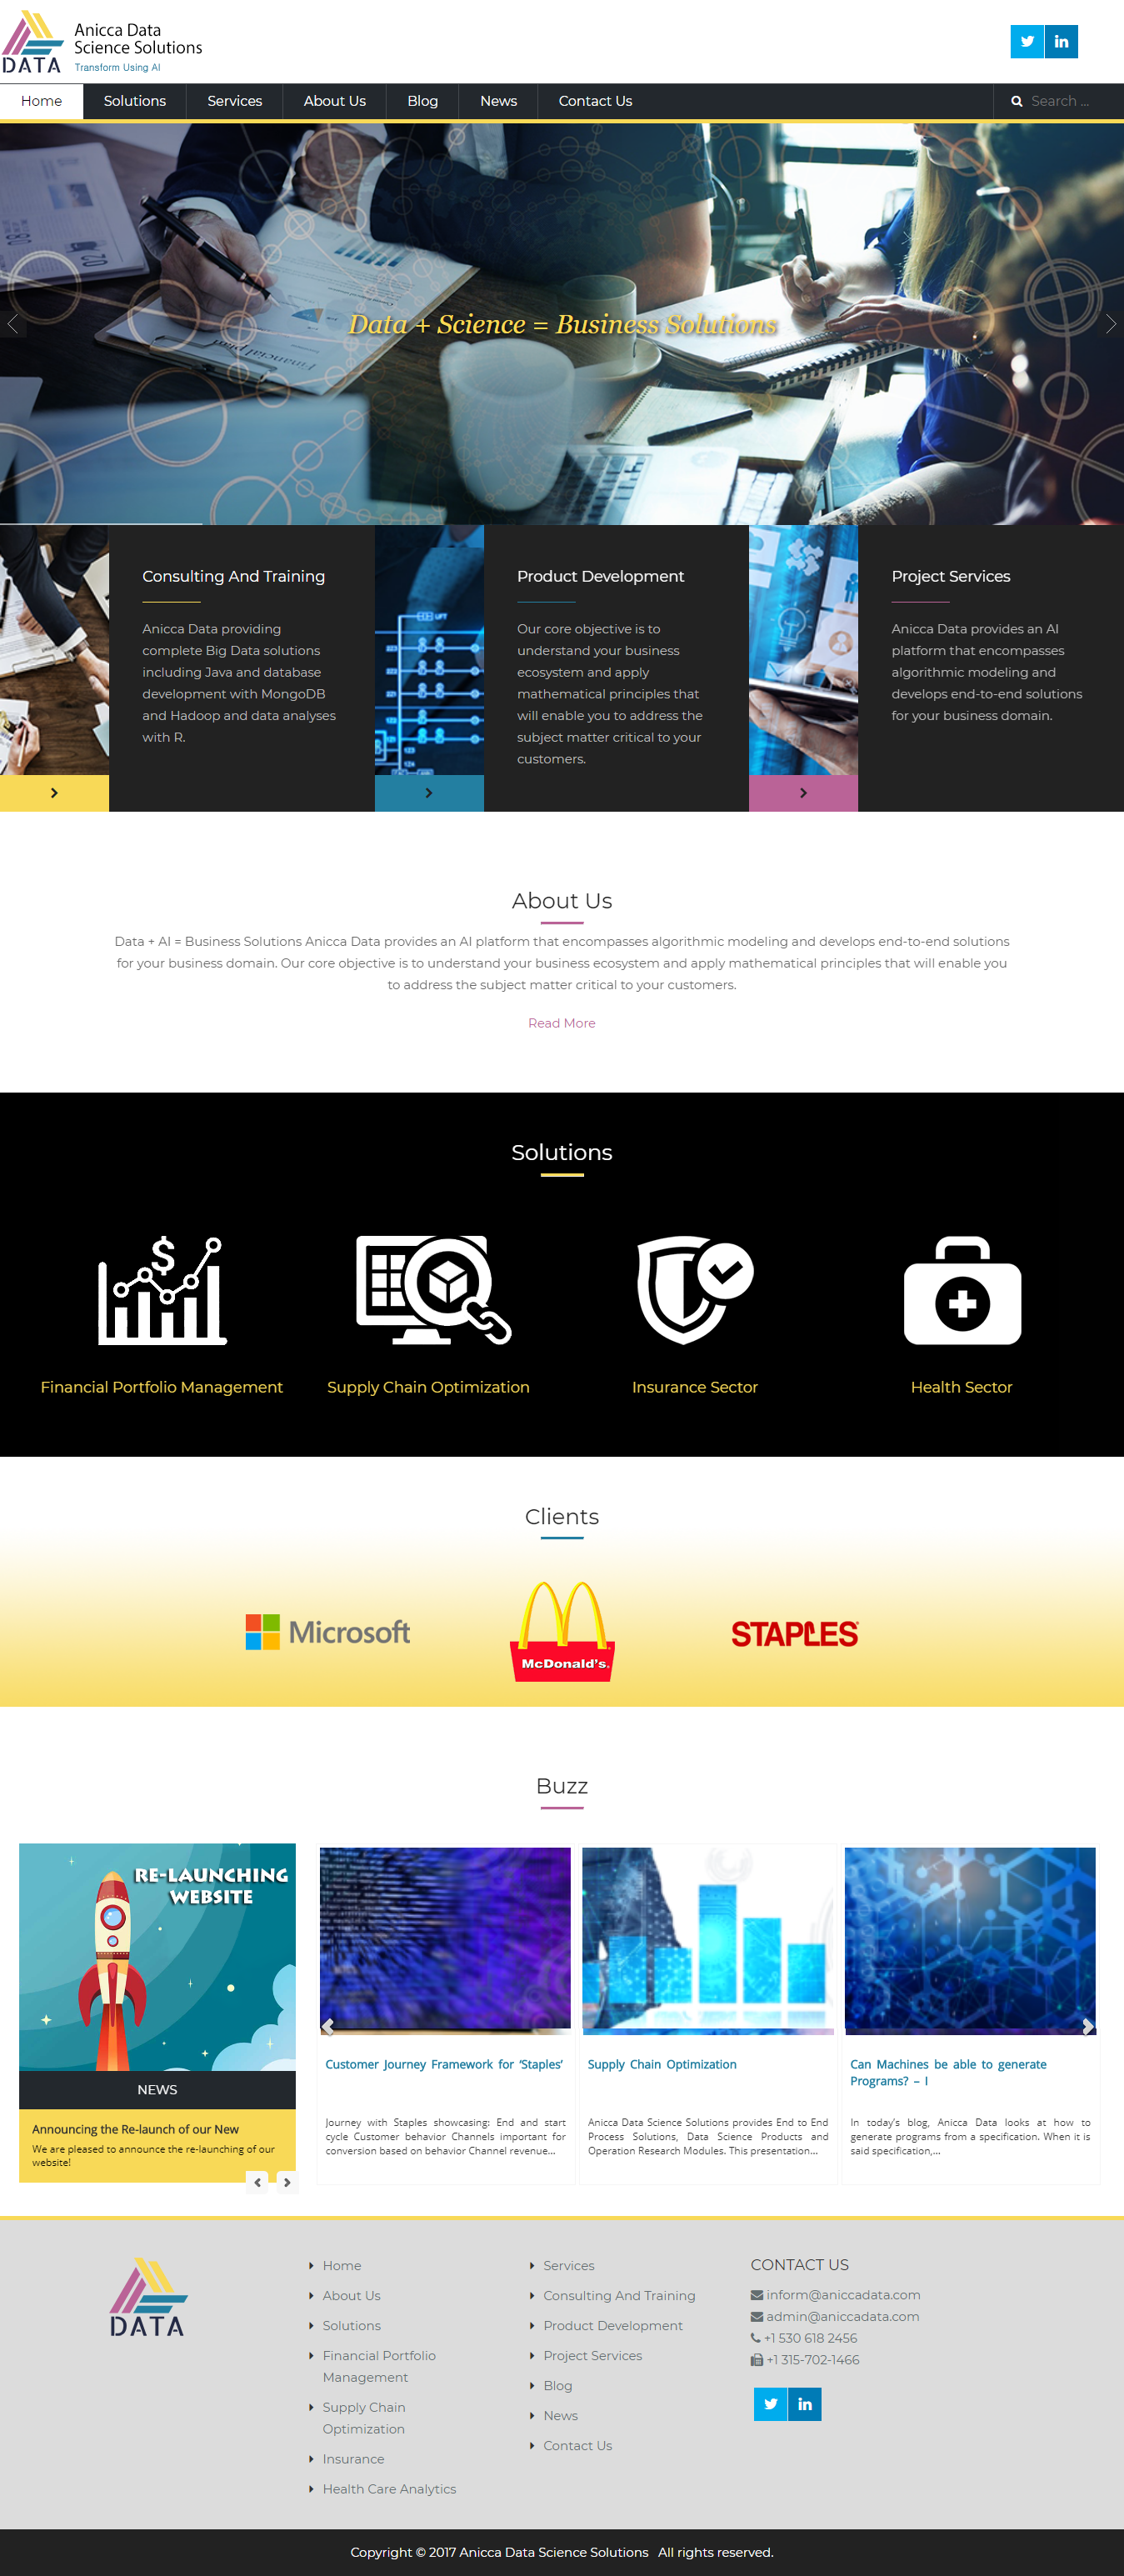 Anicca Data
Science Solutions
Transform Using AI
DATA
Home
Solutions
Services
About Us
Blog
News
Contact Us
Search ...
Data + Science = Business Solutions
Consulting And Training
Anicca Data providing
complete Big Data solutions
including Java and database
development with MongoDB
and Hadoop and data analyses
with R.
Product Development
Our core objective is to
understand your business
ecosystem and apply
mathematical principles that
will enable you to address the
subject matter critical to your
customers.
Project Services
Anicca Data provides an AI
platform that encompasses
algorithmic modeling and
develops end-to-end solutions
for your business domain.
About Us
Data + AI = Business Solutions Anicca Data provides an AI platform that encompasses algorithmic modeling and develops end-to-end solutions
for your business domain. Our core objective is to understand your business ecosystem and apply mathematical principles that will enable you
to address the subject matter critical to your customers.
Read More
Solutions
Financial Portfolio Management
Supply Chain Optimization
Insurance Sector
Health Sector
Clients
Microsoft
McDonald's.
STAPLES
Buzz
RE-LAUNCHING
WEBSITE
NEWS
Announcing the Re-launch of our New
We are pleased to announce the re-launching of our
website!
Customer Journey Framework for ‘Staples’
Journey with Staples showcasing: End and start
cycle Customer behavior Channels important for
conversion based on behavior Channel revenue...
Supply Chain Optimization
Anicca Data Science Solutions provides End to End
Process Solutions, Data Science Products and
Operation Research Modules. This presentation...
Can Machines be able to generate
Programs? – I
In today's blog, Anicca Data looks at how to
generate programs from a specification. When it is
said specification,...
DATA
Home
About Us
Solutions
Financial Portfolio
Management
Supply Chain
Optimization
Insurance
Health Care Analytics
Services
Consulting And Training
Product Development
Project Services
Blog
News
Contact Us
CONTACT US
inform@aniccadata.com
admin@aniccadata.com
+1 530 618 2456
+1 315-702-1466
Copyright © 2017 Anicca Data Science Solutions All rights reserved.